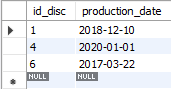 id_disc production_date
1 2018-12-10
4 2020-01-01
6 2017-03-22
NULL NULL